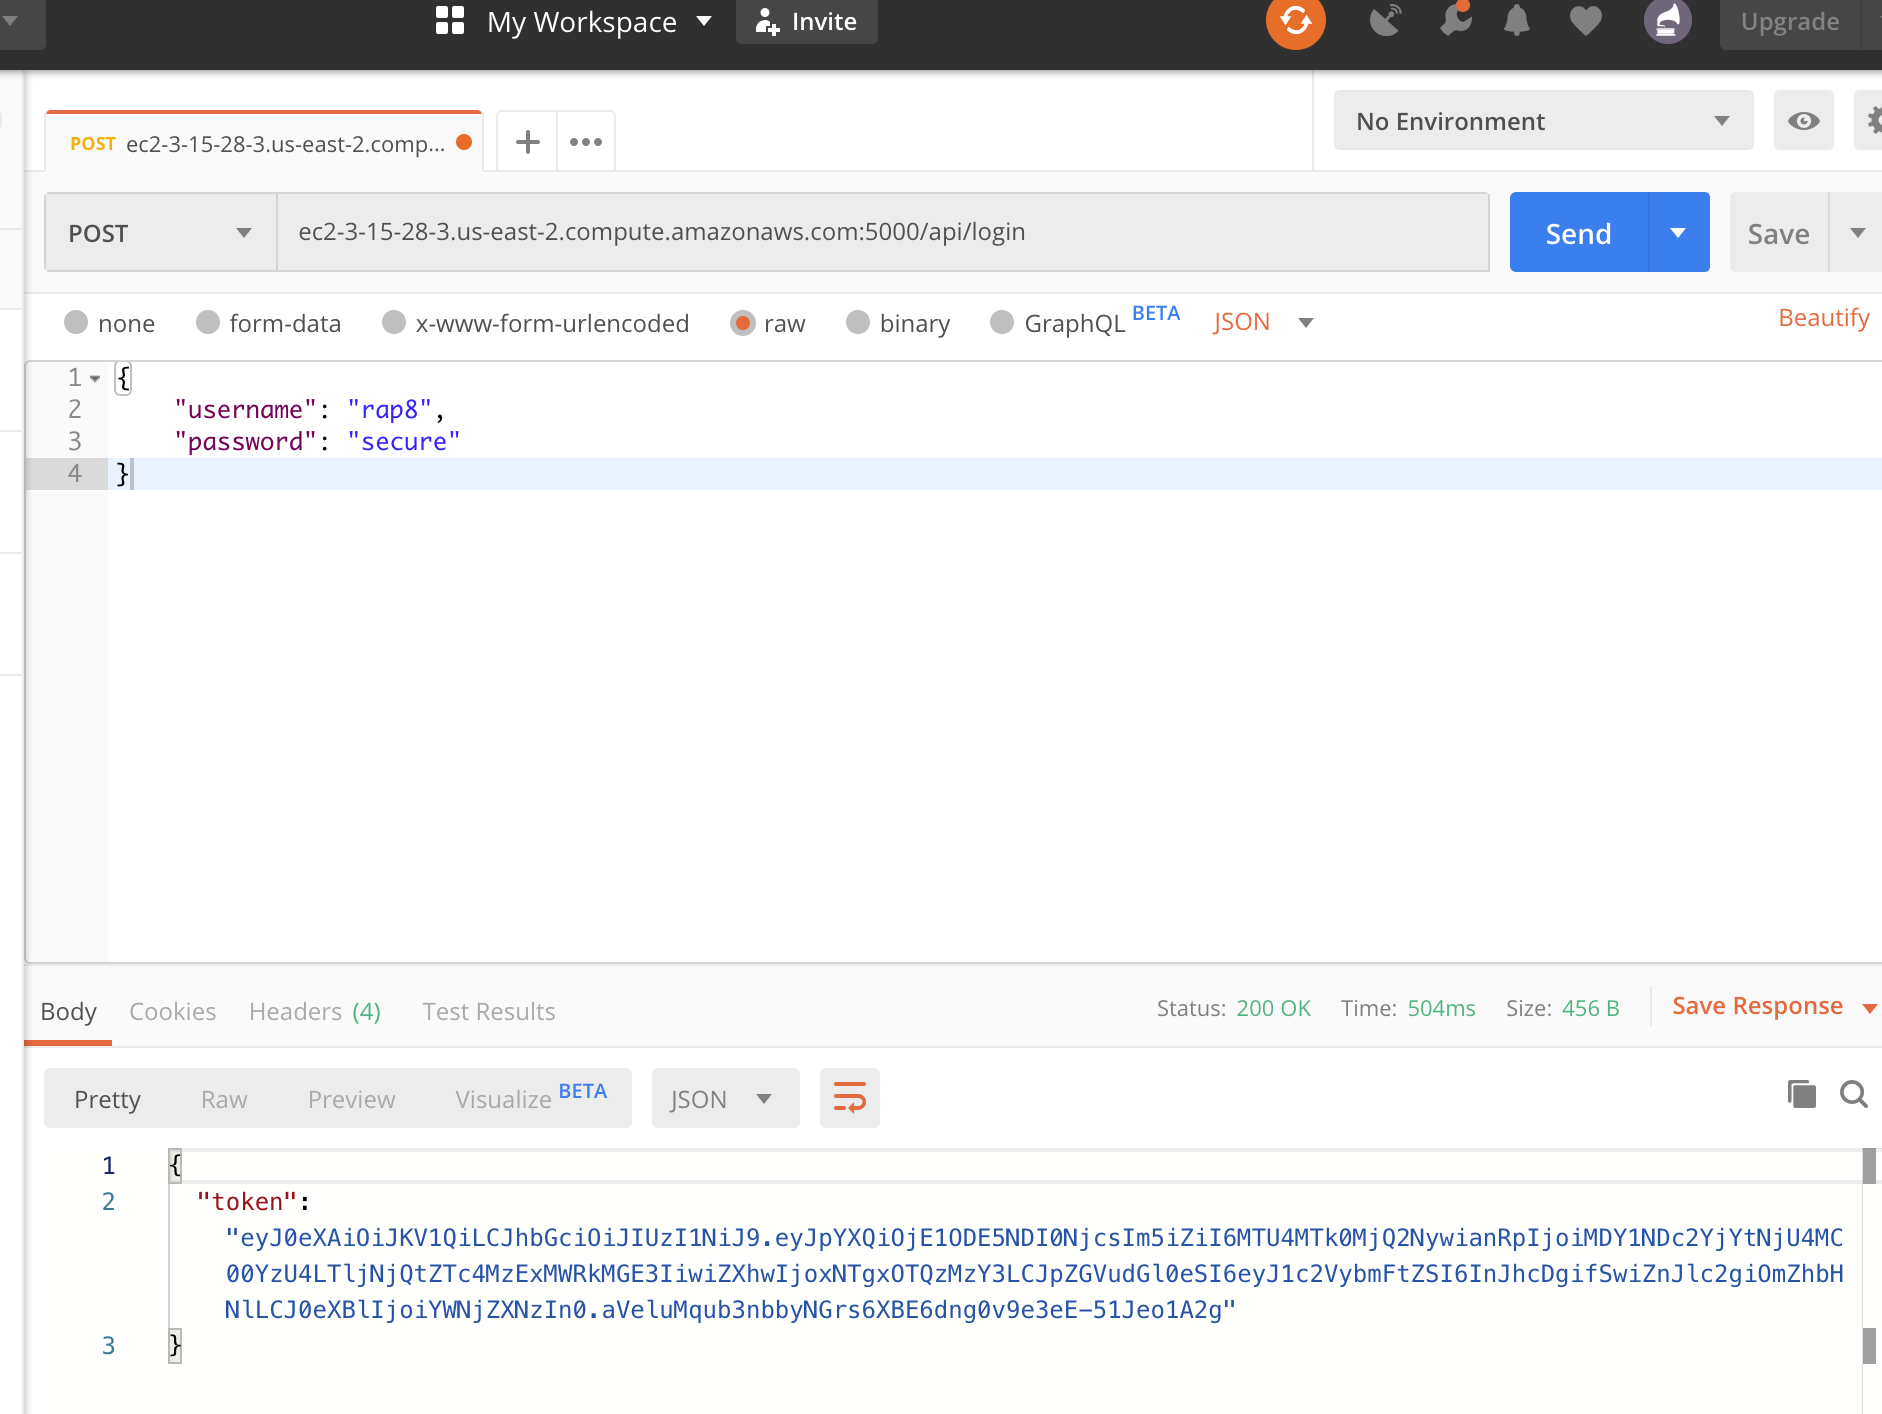 My Workspace
Invite
Upgrade
POST ec2-3-15-28-3.us-east-2.comp...
No Environment
POST
ec2-3-15-28-3.us-east-2.compute.amazonaws.com:5000/api/login
Send
Save
none
form-data
x-www-form-urlencoded
raw
binary
GraphQL BETA
JSON
Beautify
1 {
2 "username": "rap8",
3 "password": "secure"
4 }
Body
Cookies
Headers (4)
Test Results
Status: 200 OK
Time: 504ms
Size: 456 B
Save Response
Pretty
Raw
Preview
Visualize BETA
JSON
1 {
2 "token":
"eyJ0eXAiOiJKV1QiLCJhbGciOiJIUzI1NiJ9.eyJpYXQiOjE1ODE5NDI0NjcsIm5iZiI6MTU4MTk0MjQ2NywianRpIjoiMDY1NDc2YjYtNjU4MC
00YzU4LTljNjQtZTc4MzExMWRkMGE3IiwiZXhwIjoxNTgxOTQzMzY3LCJpZGVudGl0eSI6eyJ1c2VybmFtZSI6InJhcDgifSwiZnJlc2giOmZhbH
NlLCJ0eXBlIjoiYWNjZXNzIn0.aVeluMqub3nbbyNGrs6XBE6dng0v9e3eE-51Jeo1A2g"
3 }